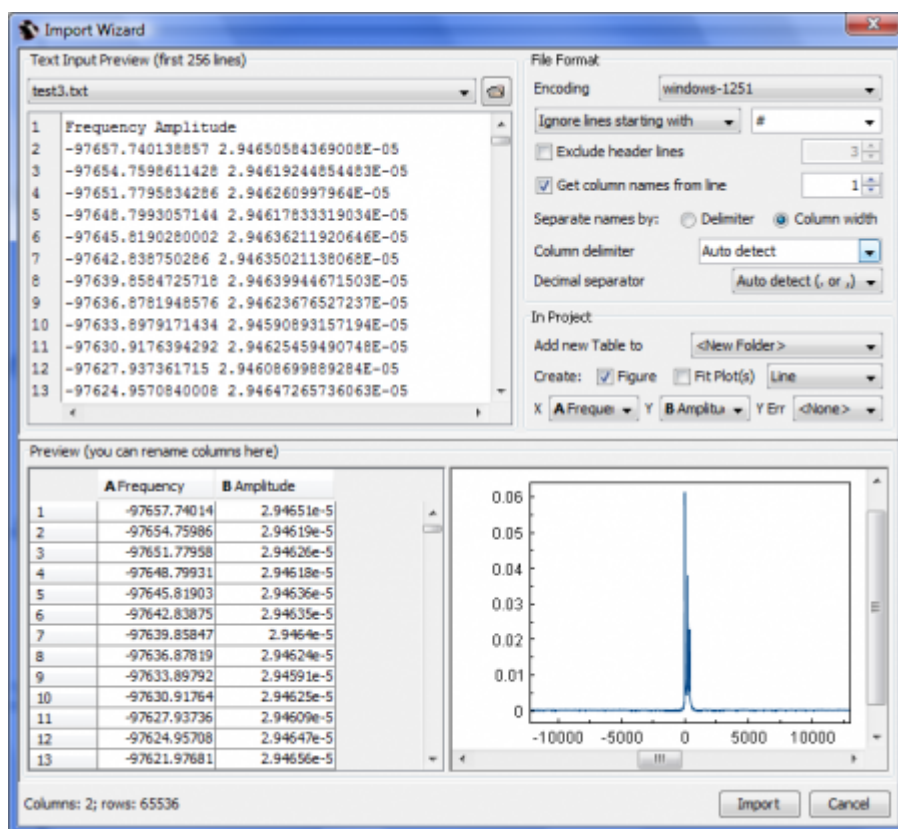 Import Wizard
Text Input Preview (first 256 lines)
test3.txt
1 Frequency Amplitude
2 -97657.740138857 2.94650584369008E-05
3 -97654.7598611428 2.94619244854483E-05
4 -97651.7795834286 2.946260997964E-05
5 -97648.7993057144 2.94617833319034E-05
6 -97645.8190280002 2.94636211920646E-05
7 -97642.838750286 2.94635021138068E-05
8 -97639.8584725718 2.94639944671503E-05
9 -97636.8781948576 2.94623676527237E-05
10 -97633.8979171434 2.94590893157194E-05
11 -97630.9176394292 2.94625459490748E-05
12 -97627.937361715 2.94608699889284E-05
13 -97624.9570840008 2.94647265736063E-05
File Format
Encoding windows-1251
Ignore lines starting with #
Exclude header lines 3
Get column names from line 1
Separate names by: Delimiter Column width
Column delimiter Auto detect
Decimal separator Auto detect (, or ,)
In Project
Add new Table to <New Folder>
Create: Figure Fit Plot(s) Line
X A Freque Y B Amplitu Y Err <None>
Preview (you can rename columns here)
A Frequency B Amplitude
1 -97657.74014 2.94651e-5
2 -97654.75986 2.94619e-5
3 -97651.77958 2.94626e-5
4 -97648.79931 2.94618e-5
5 -97645.81903 2.94636e-5
6 -97642.83875 2.94635e-5
7 -97639.85847 2.9464e-5
8 -97636.87819 2.94624e-5
9 -97633.89792 2.94591e-5
10 -97630.91764 2.94625e-5
11 -97627.93736 2.94609e-5
12 -97624.95708 2.94647e-5
13 -97621.97681 2.94656e-5
0.06
0.05
0.04
0.03
0.02
0.01
0
-10000 -5000 0 5000 10000
Columns: 2; rows: 65536
Import Cancel